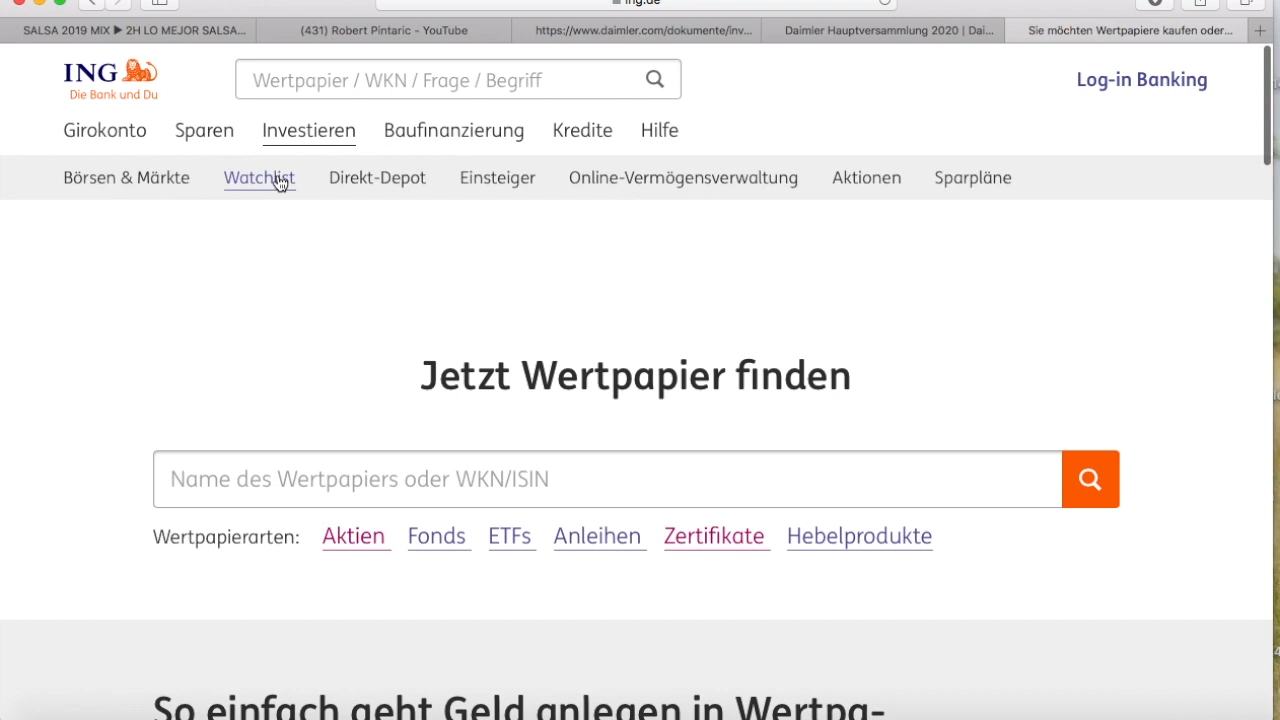 ing.de
SALSA 2019 MIX ▶ 2H LO MEJOR SALSA...
(431) Robert Pintaric - YouTube
https://www.daimler.com/dokumente/inv...
Daimler Hauptversammlung 2020 | Dai...
Sie möchten Wertpapiere kaufen oder...
ING
Die Bank und Du
Wertpapier / WKN / Frage / Begriff
Log-in Banking
Girokonto Sparen Investieren Baufinanzierung Kredite Hilfe
Börsen & Märkte Watchlist Direkt-Depot Einsteiger Online-Vermögensverwaltung Aktionen Sparpläne
Jetzt Wertpapier finden
Name des Wertpapiers oder WKN/ISIN
Wertpapierarten: Aktien Fonds ETFs Anleihen Zertifikate Hebelprodukte
So einfach geht Geld anlegen in Wertpa-